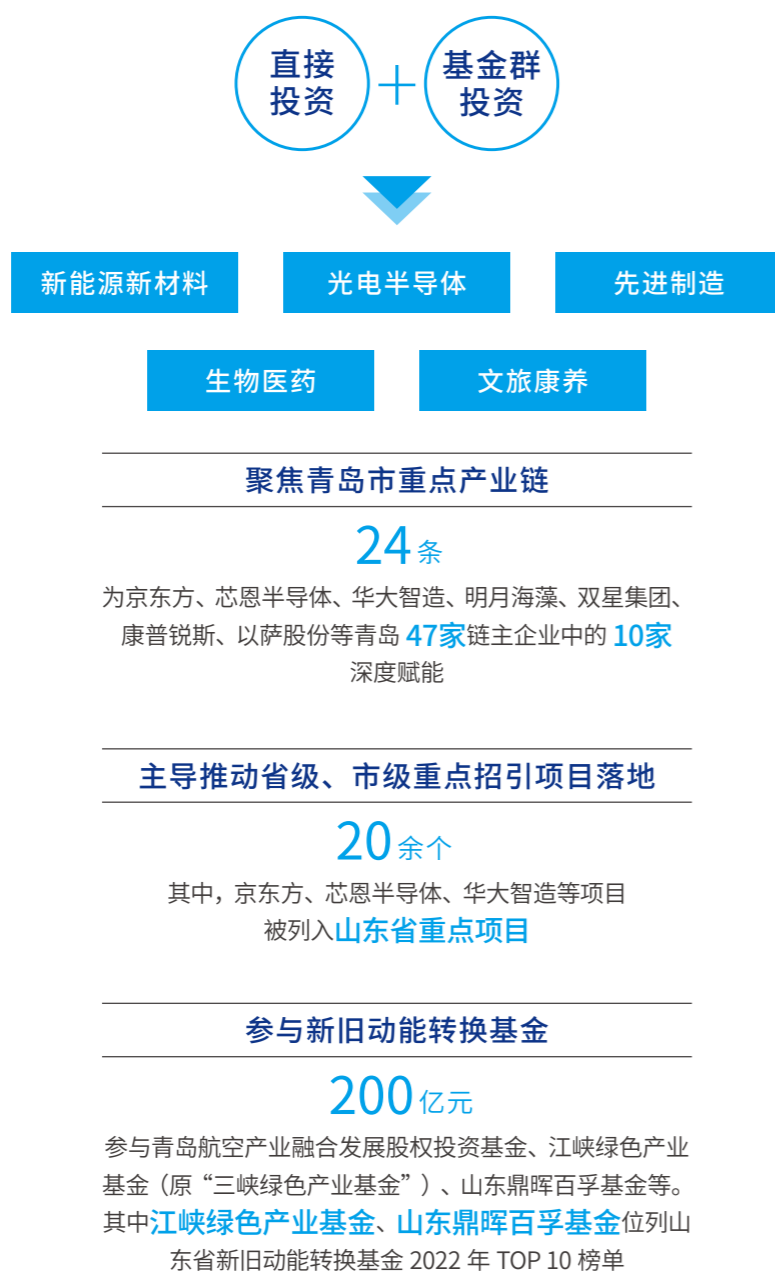 直接
投资
+
基金群
投资
新能源新材料
光电半导体
先进制造
生物医药
文旅康养
聚焦青岛市重点产业链
24条
为京东方、芯恩半导体、华大智造、明月海藻、双星集团、
康普锐斯、以萨股份等青岛 47家链主企业中的 10家
深度赋能
主导推动省级、市级重点招引项目落地
20余个
其中，京东方、芯恩半导体、华大智造等项目
被列入山东省重点项目
参与新旧动能转换基金
200亿元
参与青岛航空产业融合发展股权投资基金、江峡绿色产业
基金（原“三峡绿色产业基金”）、山东鼎晖百孚基金等。
其中江峡绿色产业基金、山东鼎晖百孚基金位列山
东省新旧动能转换基金 2022 年 TOP 10 榜单